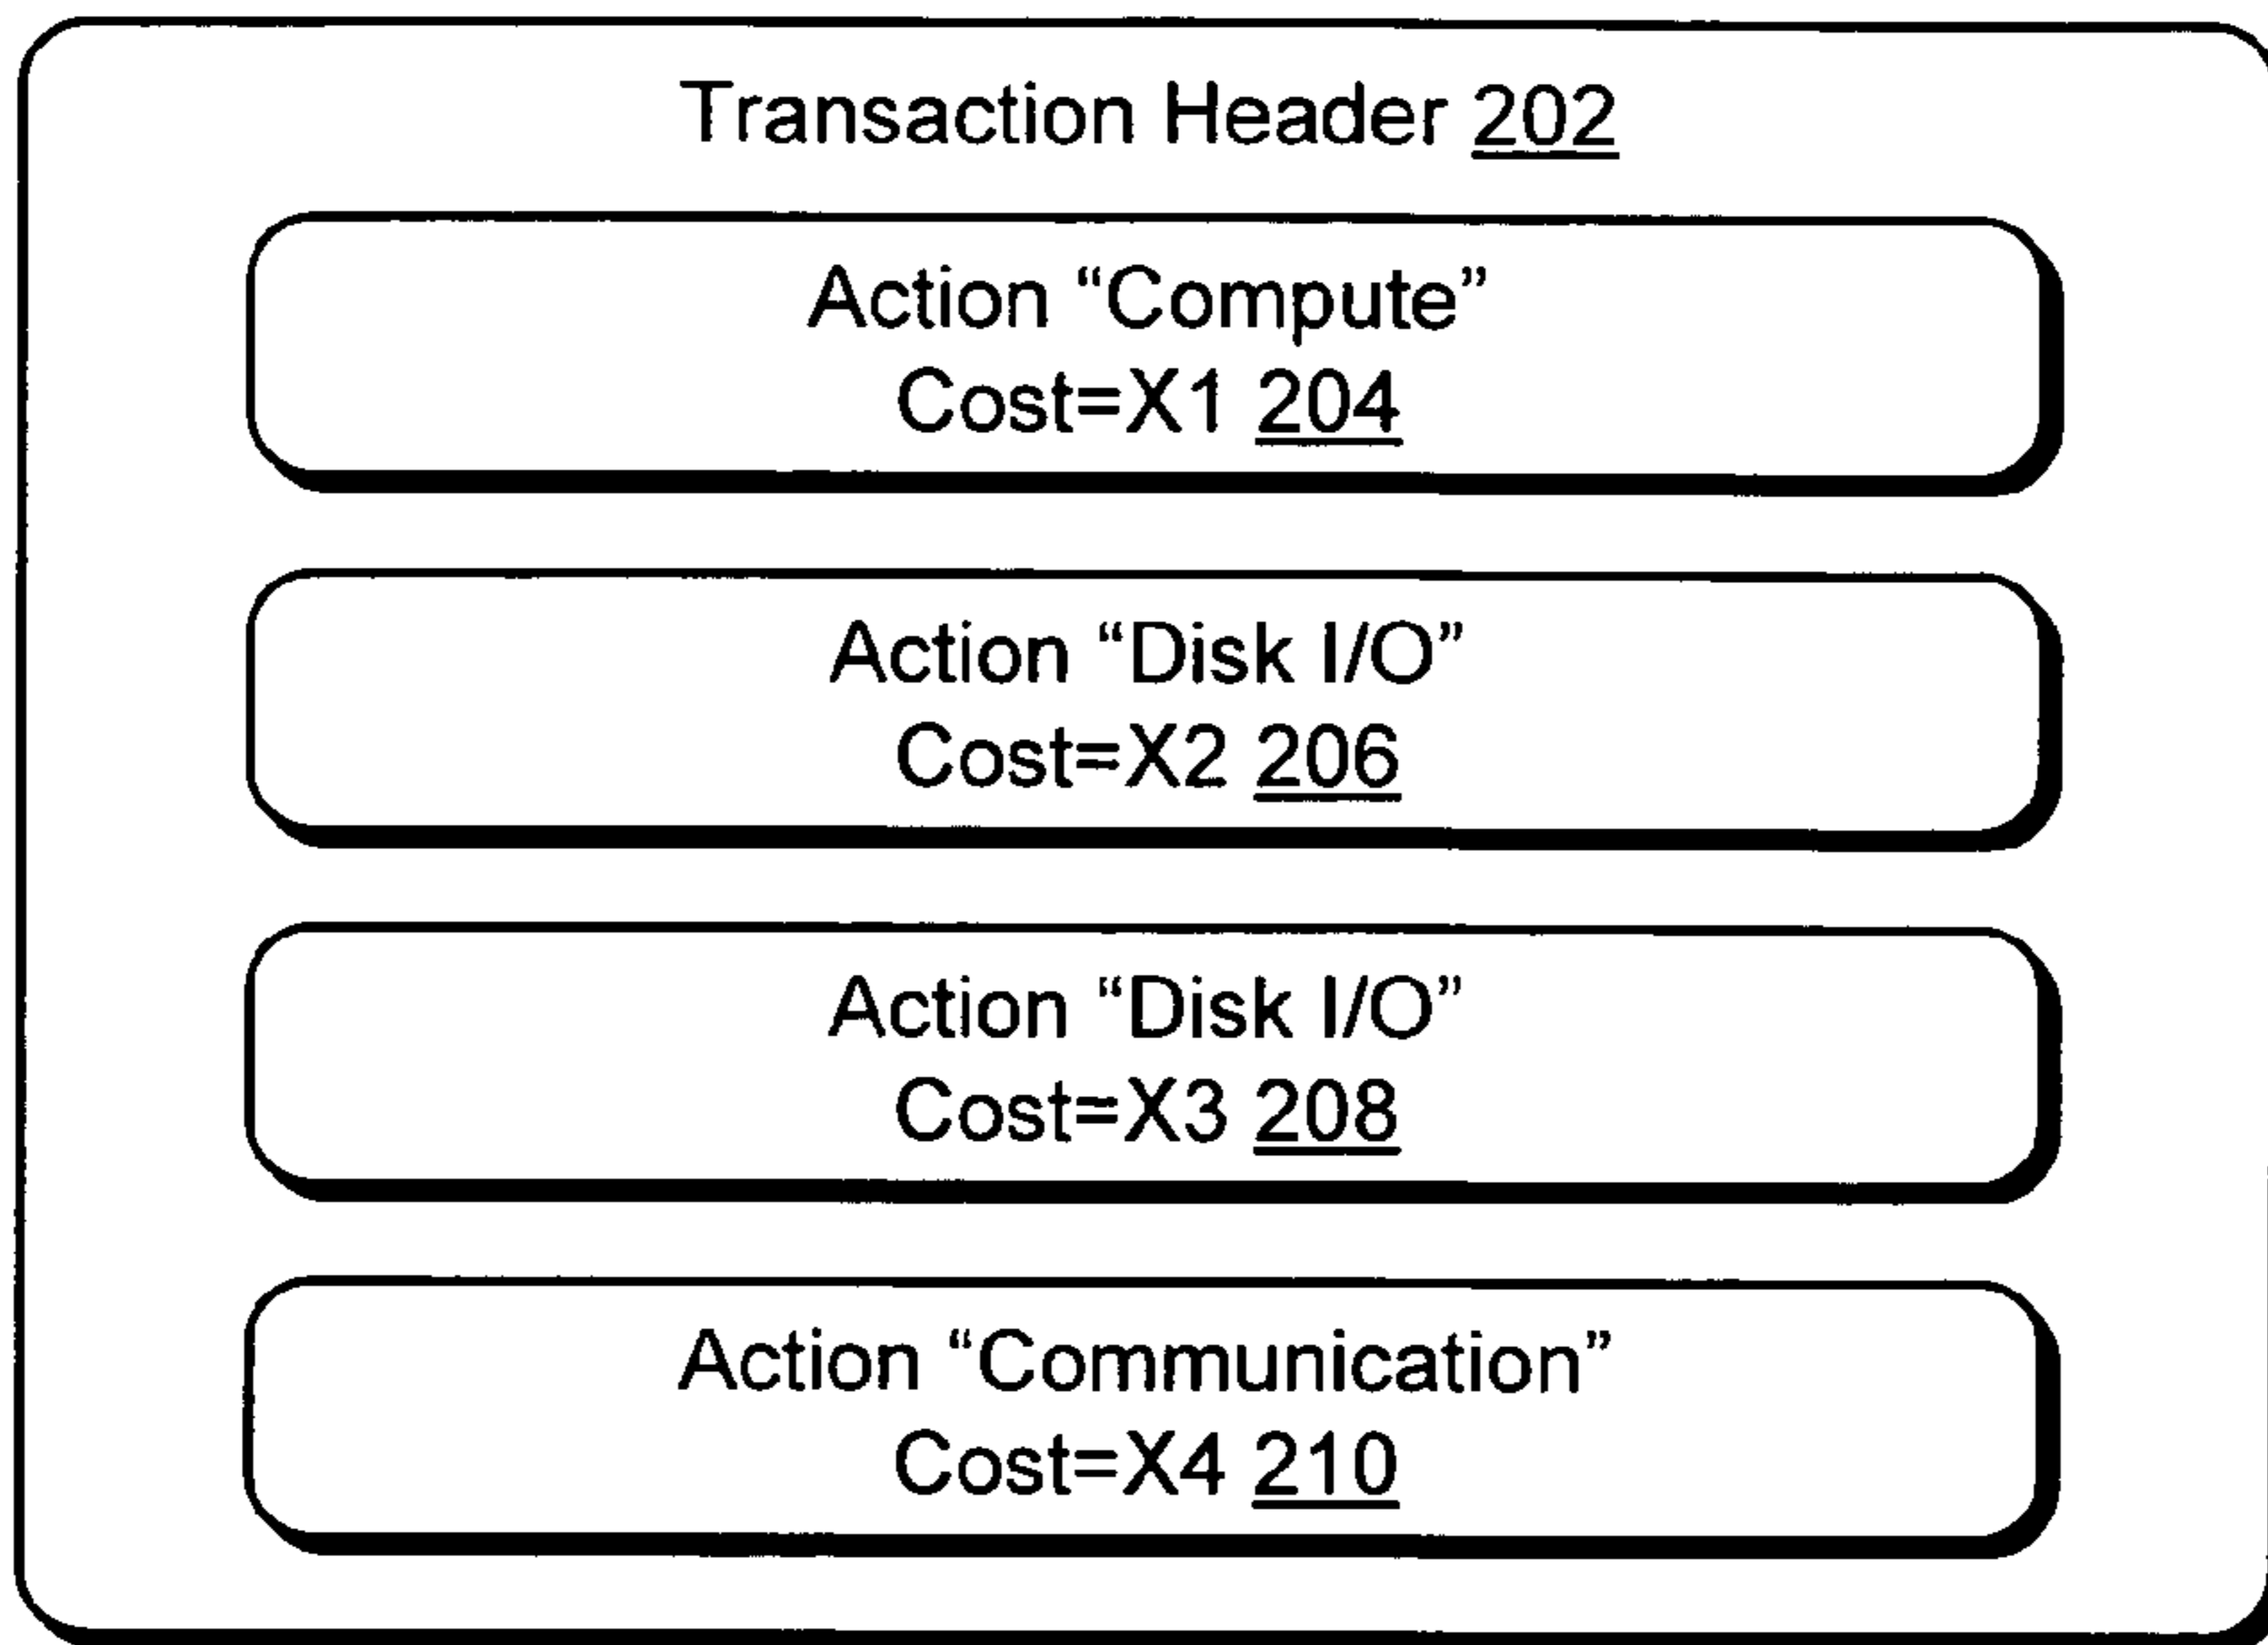 Transaction Header 202
Action “Compute”
Cost=X1 204
Action “Disk I/O”
Cost=X2 206
Action “Disk I/O”
Cost=X3 208
Action “Communication”
Cost=X4 210